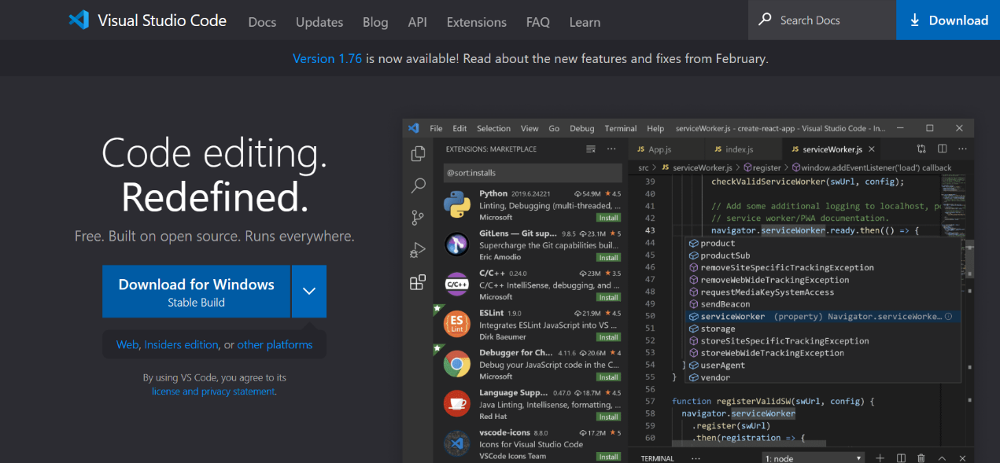 Visual Studio Code Docs Updates Blog API Extensions FAQ Learn Search Docs Download
Version 1.76 is now available! Read about the new features and fixes from February.
Code editing.
Redefined.
Free. Built on open source. Runs everywhere.
Download for Windows
Stable Build
Web, Insiders edition, or other platforms
By using VS Code, you agree to its
license and privacy statement.
File Edit Selection View Go Debug Terminal Help serviceWorker.js - create-react-app - Visual Studio Code - In...
EXTENSIONS: MARKETPLACE
@sort:installs
Python 2019.6.24221 54.9M 4.5
Linting, Debugging (multi-threaded, ...
Microsoft Install
GitLens — Git sup... 9.8.5 23.1M 5
Supercharge the Git capabilities buil...
Eric Amodio Install
C/C++ 0.24.0 23M 3.5
C/C++ IntelliSense, debugging, and ...
Microsoft Install
ESLint 1.9.0 21.9M 4.5
Integrates ESLint JavaScript into VS ...
Dirk Baeumer Install
Debugger for Ch... 4.11.6 20.6M 4
Debug your JavaScript code in the C...
Microsoft Install
Language Supp... 0.47.0 18.7M 4.5
Java Linting, Intellisense, formatting, ...
Red Hat Install
vscode-icons 8.8.0 17.2M 5
Icons for Visual Studio Code
VSCode Icons Team Install
C/C++
ES
Lint
JS App.js JS index.js JS serviceWorker.js
src > JS serviceWorker.js > register > window.addEventListener('load') callback
39 checkValidServiceWorker(swUrl, config);
40
41 // Add some additional logging to localhost, p
42 // service worker/PWA documentation.
43 navigator.serviceWorker.ready.then(() => {
44 product
45 productSub
46 removeSiteSpecificTrackingException
47 removeWebWideTrackingException
48 requestMediaKeySystemAccess
49 sendBeacon
50 serviceWorker (property) Navigator.serviceWorke...
51 storage
52 storeSiteSpecificTrackingException
53 storeWebWideTrackingException
54 } userAgent
55 } vendor
56
57 function registerValidSW(swUrl, config) {
58 navigator.serviceWorker
59 .register(swUrl)
60 .then(registration => {
TERMINAL ... 1: node